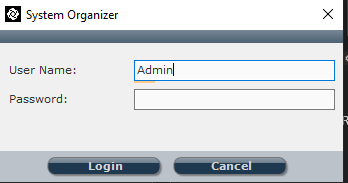 System Organizer
User Name: Admin
Password:
Login Cancel